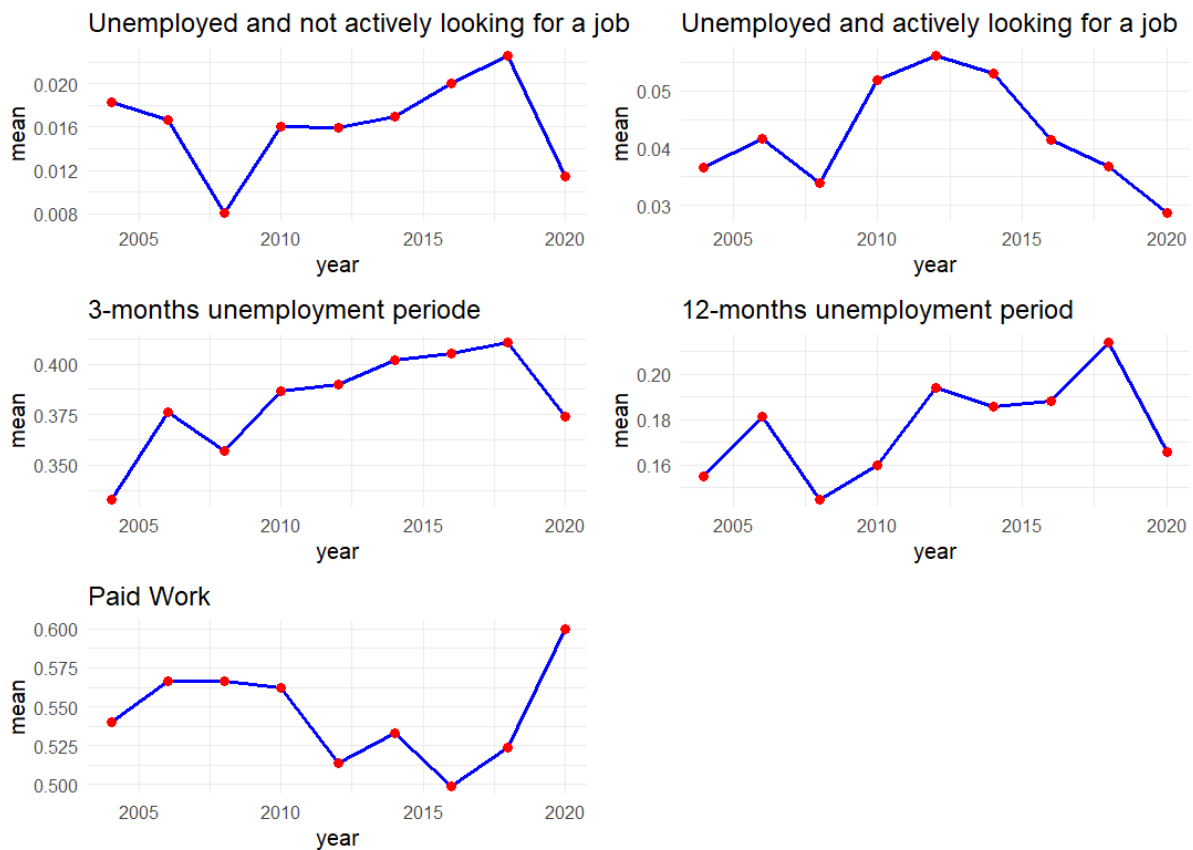 Unemployed and not actively looking for a job
mean
0.020
0.016
0.012
0.008
2005 2010 2015 2020
year
Unemployed and actively looking for a job
mean
0.05
0.04
0.03
2005 2010 2015 2020
year
3-months unemployment periode
mean
0.400
0.375
0.350
2005 2010 2015 2020
year
12-months unemployment period
mean
0.20
0.18
0.16
2005 2010 2015 2020
year
Paid Work
mean
0.600
0.575
0.550
0.525
0.500
2005 2010 2015 2020
year